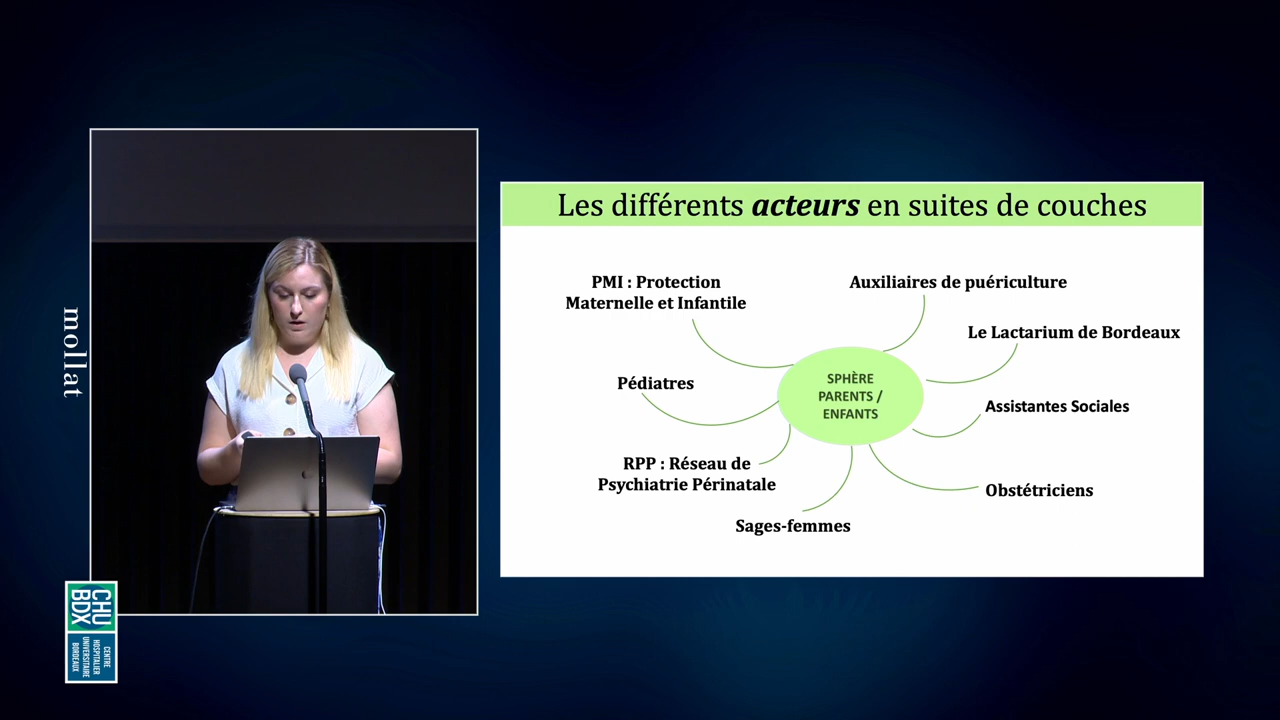 mollat
CHU
BDX
CENTRE
HOSPITALIER
UNIVERSITAIRE
BORDEAUX
Les différents acteurs en suites de couches
PMI : Protection
Maternelle et Infantile
Auxiliaires de puériculture
Le Lactarium de Bordeaux
Pédiatres
SPHÈRE
PARENTS /
ENFANTS
Assistantes Sociales
RPP : Réseau de
Psychiatrie Périnatale
Obstétriciens
Sages-femmes